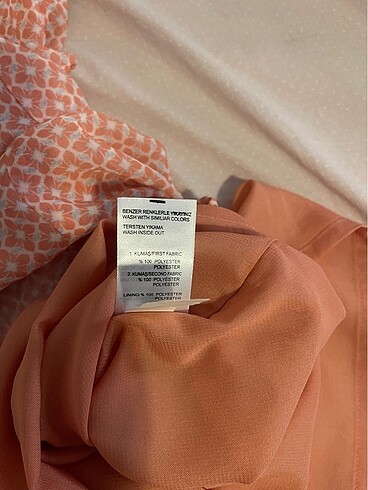 BENZER RENKLERLE YIKAYINIZ
WASH WITH SIMILIAR COLORS
TERSTEN YIKAMA
WASH INSIDE OUT
1. KUMAŞ/FIRST FABRIC
% 100 POLYESTER
POLYESTER
2. KUMAŞ/SECOND FABRIC
% 100 POLYESTER
POLYESTER
LINING % 100 POLYESTER
POLYESTER